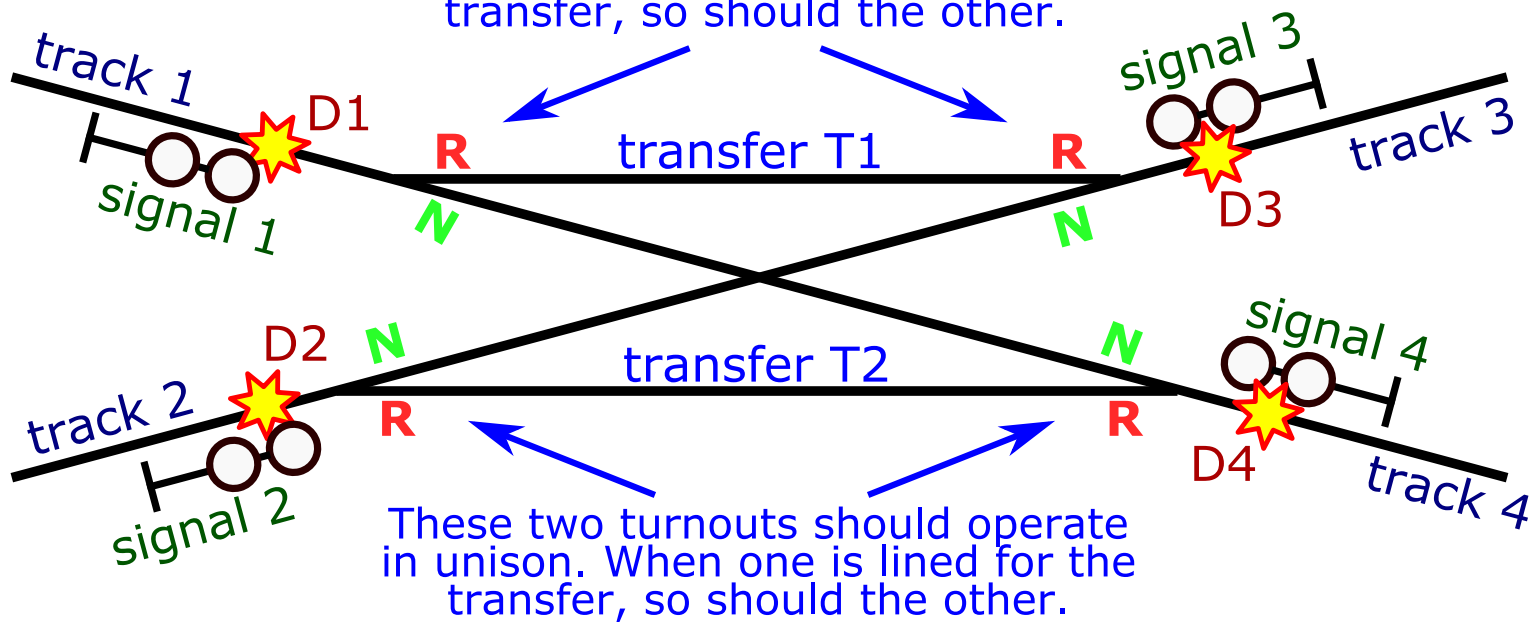 transfer, so should the other.
track 1
D1
signal 1
R
transfer T1
R
N
N
signal 3
track 3
D3
D2
track 2
signal 2
N
transfer T2
N
R
R
signal 4
D4
track 4
These two turnouts should operate
in unison. When one is lined for the
transfer, so should the other.